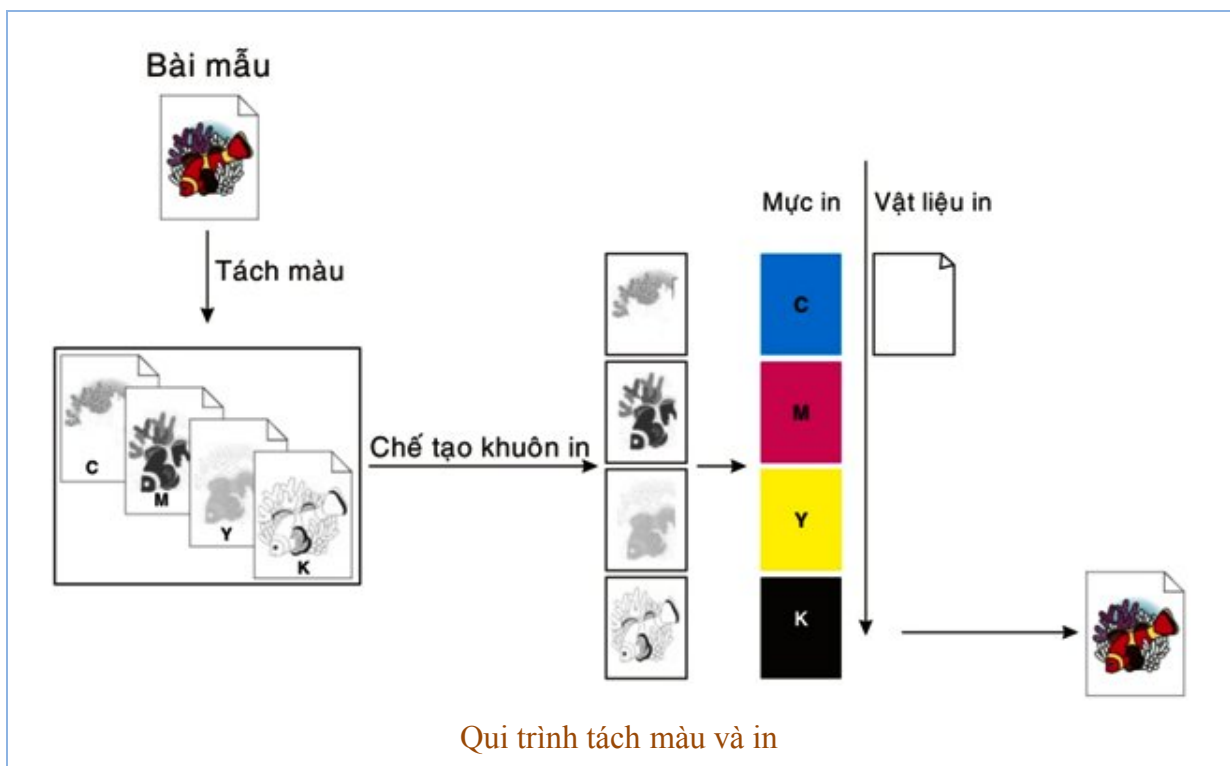 Bài mẫu
Tách màu
C
M
Y
K
Chế tạo khuôn in
Mực in
Vật liệu in
C
M
Y
K
Qui trình tách màu và in